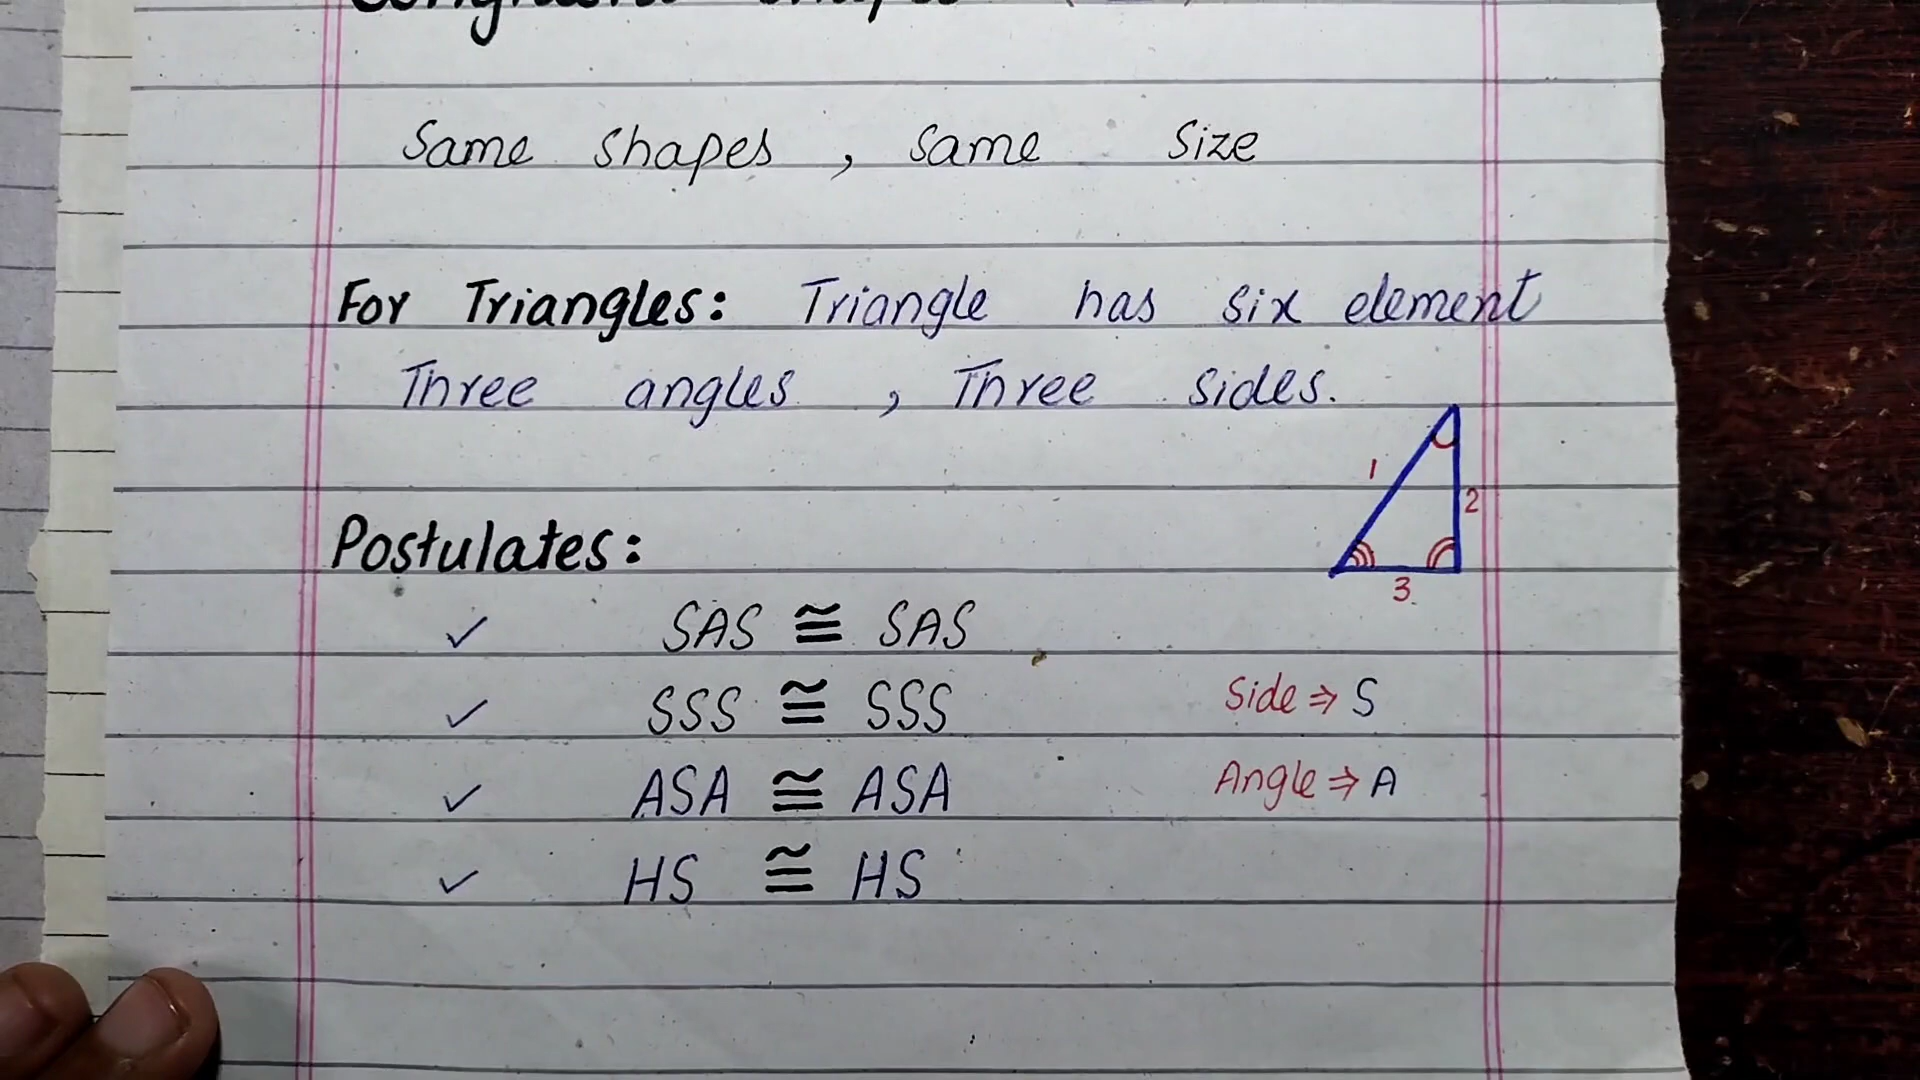 Same shapes, same size
For Triangles: Triangle has six element
Three angles, Three sides.
1
2
3
Postulates:
✓ SAS ≅ SAS
✓ SSS ≅ SSS
Side ⇒ S
✓ ASA ≅ ASA
Angle ⇒ A
✓ HS ≅ HS